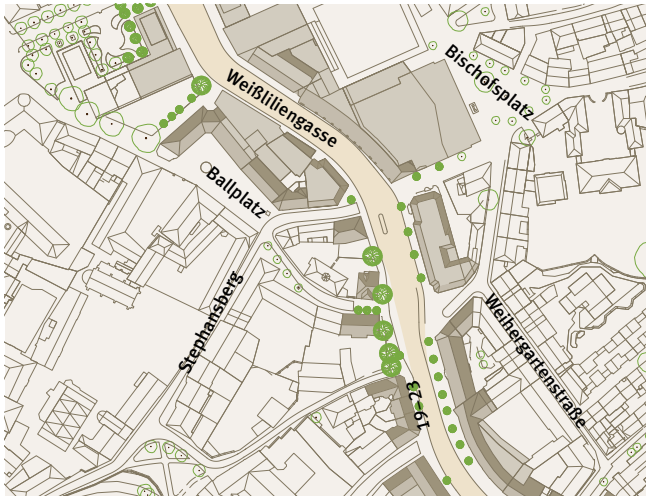 Bischofsplatz
Weißliliengasse
Ballplatz
Stephansberg
Weihergartenstraße
19–23